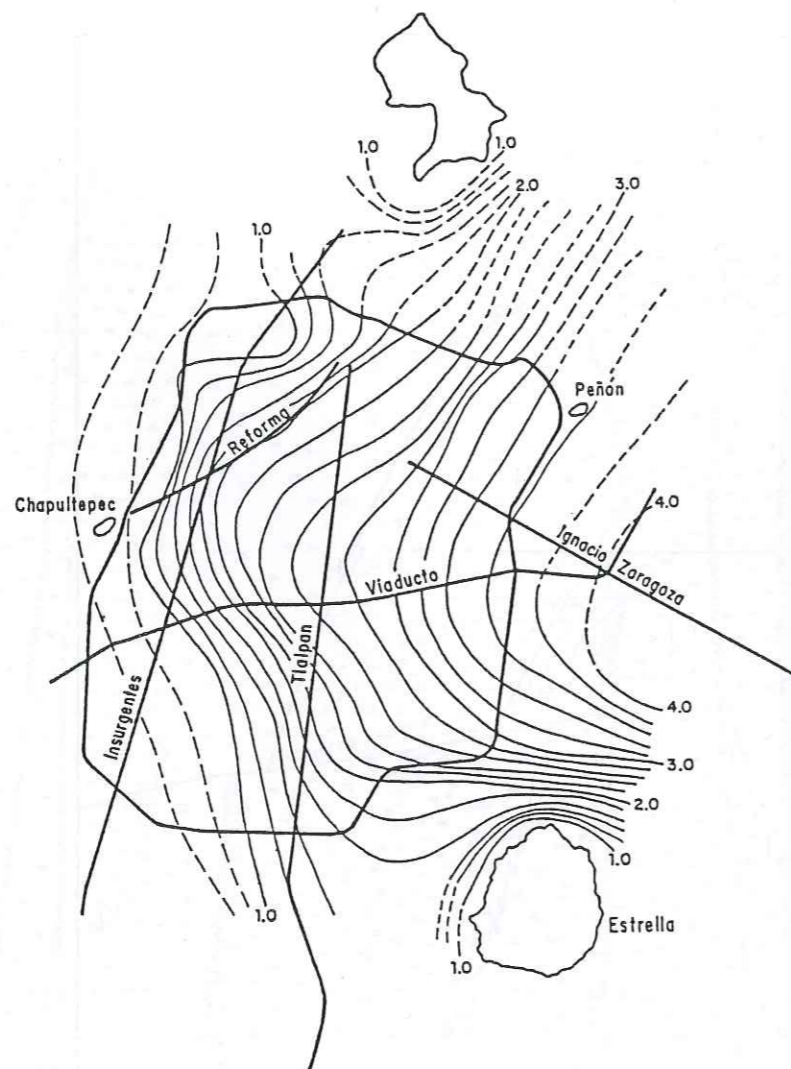 1.0
1.0
2.0
3.0
1.0
Peñon
Reforma
Chapultepec
4.0
Ignacio
Zaragoza
Viaducto
Tlalpan
Insurgentes
4.0
3.0
2.0
1.0
Estrella
1.0
1.0